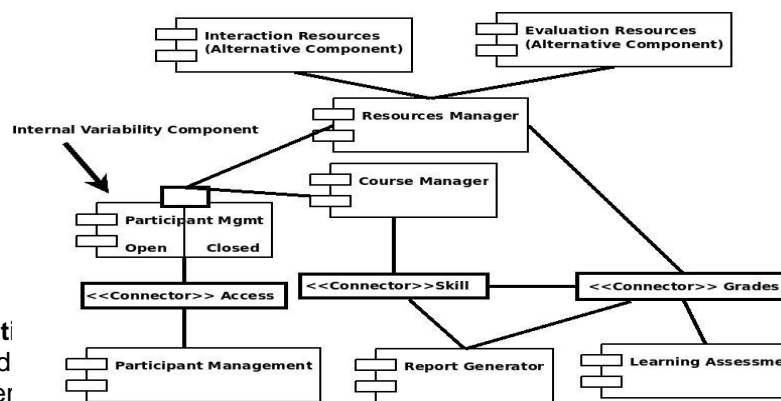 Interaction Resources
(Alternative Component)
Evaluation Resources
(Alternative Component)
Resources Manager
Internal Variability Component
Course Manager
Participant Mgmt
Open Closed
<<Connector>> Access
<<Connector>>Skill
<<Connector>> Grades
Participant Management
Report Generator
Learning